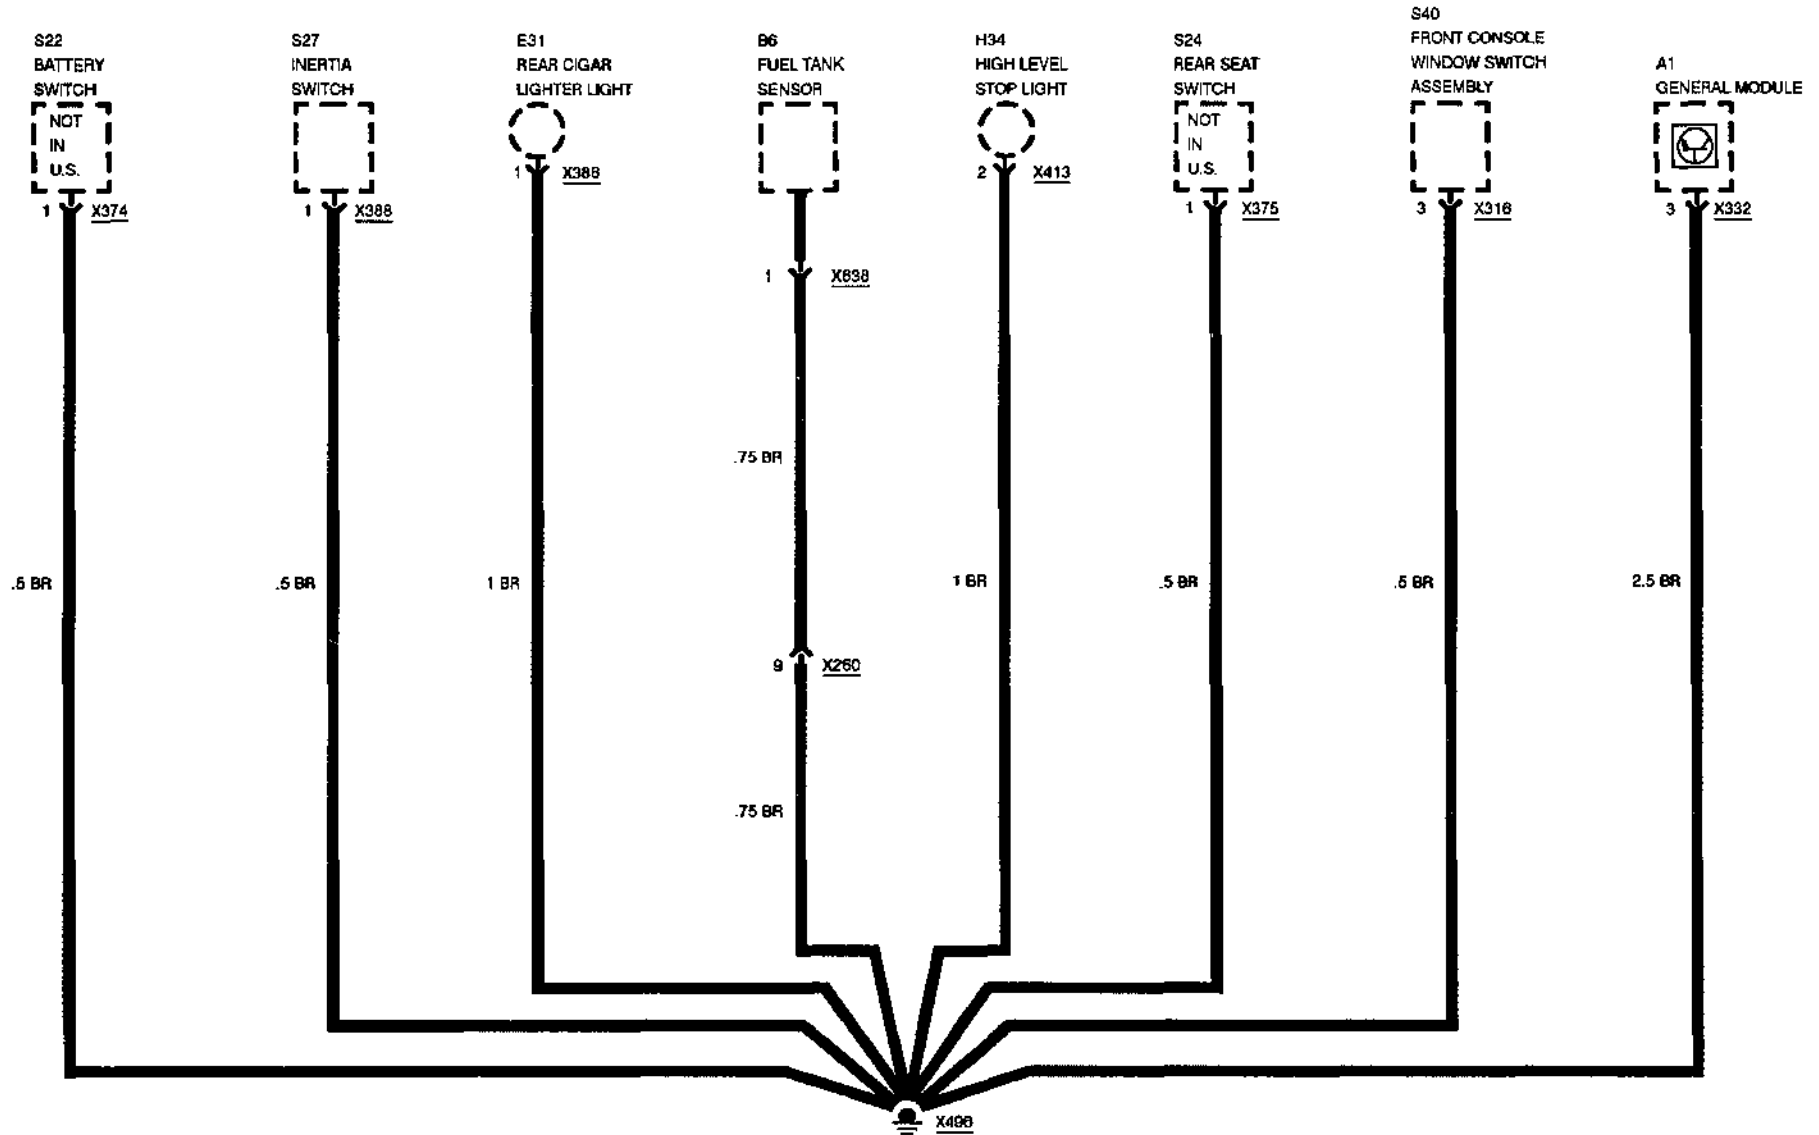 S22
BATTERY
SWITCH
NOT
IN
U.S.
1
X374
.5 BR
S27
INERTIA
SWITCH
1
X388
.5 BR
E31
REAR CIGAR
LIGHTER LIGHT
1
X386
1 BR
B6
FUEL TANK
SENSOR
1
X638
.75 BR
9
X260
.75 BR
H34
HIGH LEVEL
STOP LIGHT
2
X413
1 BR
S24
REAR SEAT
SWITCH
NOT
IN
U.S.
1
X375
.5 BR
S40
FRONT CONSOLE
WINDOW SWITCH
ASSEMBLY
3
X316
.5 BR
A1
GENERAL MODULE
3
X332
2.5 BR
X498